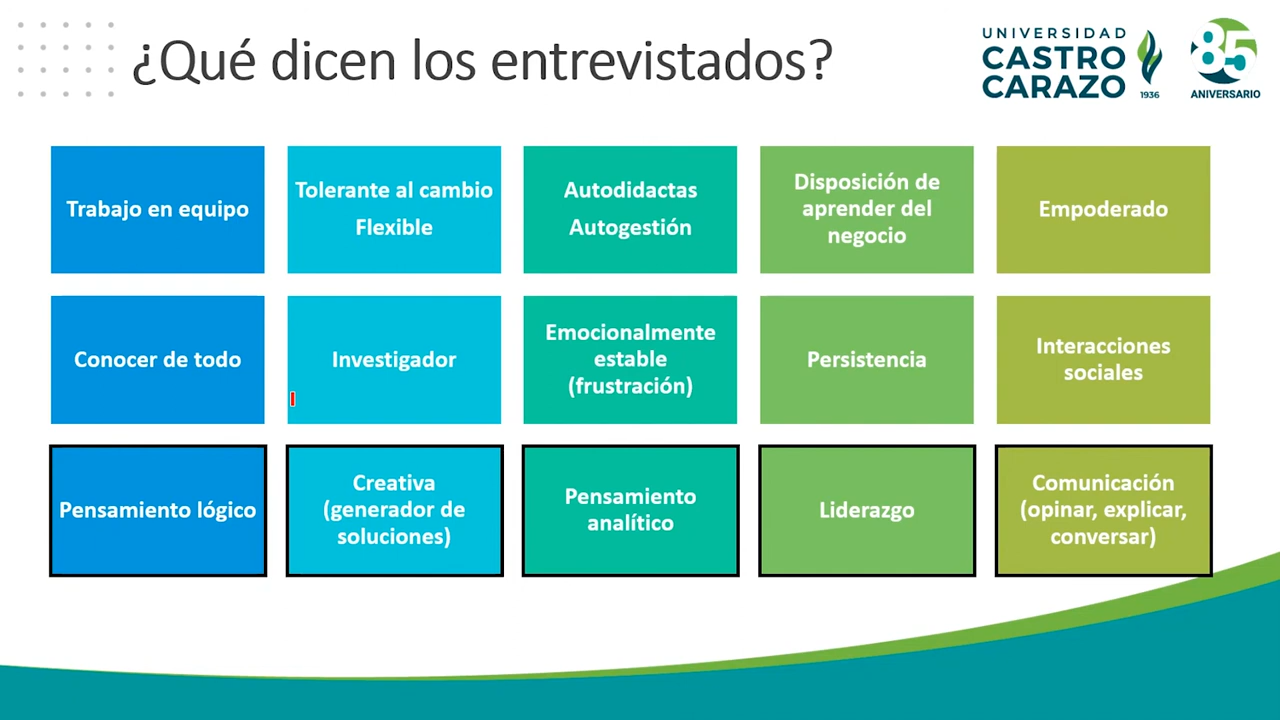 ¿Qué dicen los entrevistados?
UNIVERSIDAD
CASTRO
CARAZO
1936
85
ANIVERSARIO
Trabajo en equipo
Tolerante al cambio
Flexible
Autodidactas
Autogestión
Disposición de
aprender del
negocio
Empoderado
Conocer de todo
Investigador
Emocionalmente
estable
(frustración)
Persistencia
Interacciones
sociales
Pensamiento lógico
Creativa
(generador de
soluciones)
Pensamiento
analítico
Liderazgo
Comunicación
(opinar, explicar,
conversar)